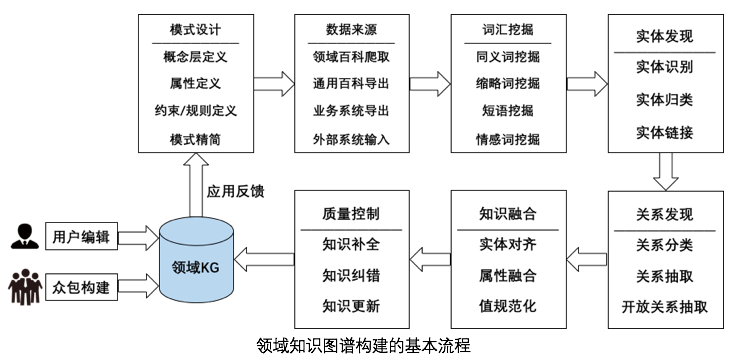 模式设计
概念层定义
属性定义
约束/规则定义
模式精简
数据来源
领域百科爬取
通用百科导出
业务系统导出
外部系统输入
词汇挖掘
同义词挖掘
缩略词挖掘
短语挖掘
情感词挖掘
实体发现
实体识别
实体归类
实体链接
关系发现
关系分类
关系抽取
开放关系抽取
知识融合
实体对齐
属性融合
值规范化
质量控制
知识补全
知识纠错
知识更新
领域KG
应用反馈
用户编辑
众包构建
领域知识图谱构建的基本流程